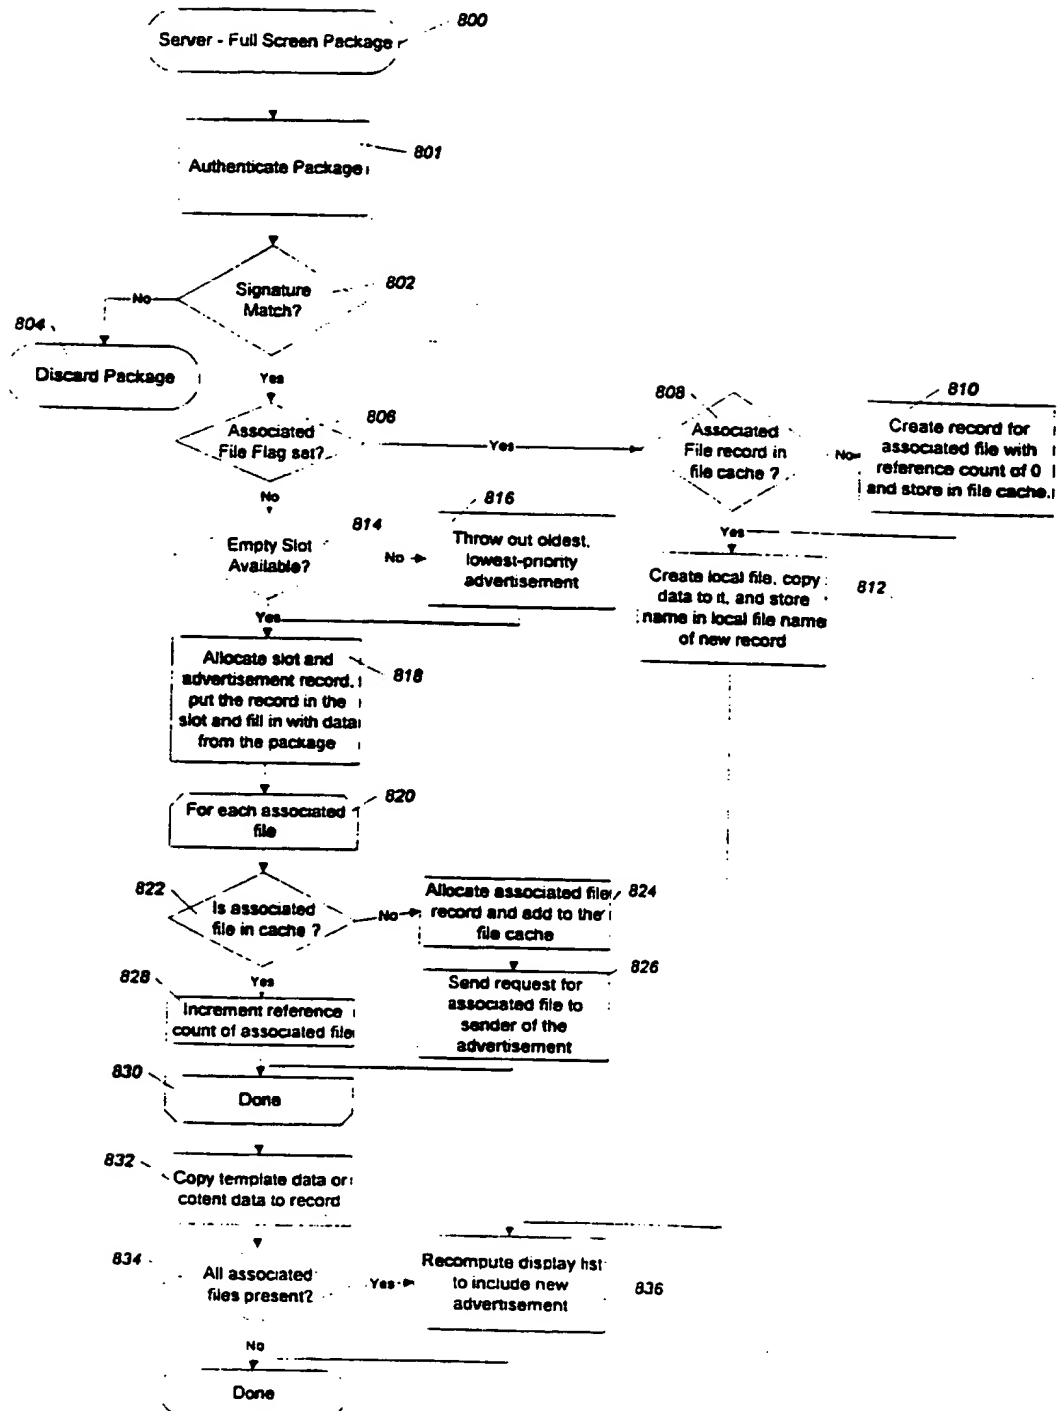 800
Server - Full Screen Package
801
Authenticate Package
802
Signature
Match?
No
804
Discard Package
Yes
806
Associated
File Flag set?
Yes
808
Associated
File record in
file cache ?
No
810
Create record for
associated file with
reference count of 0
and store in file cache.
No
814
Empty Slot
Available?
No
816
Throw out oldest,
lowest-priority
advertisement
Yes
Create local file, copy
data to it, and store
name in local file name
of new record
812
Yes
Allocate slot and
advertisement record,
put the record in the
slot and fill in with data
from the package
818
820
For each associated
file
822
Is associated
file in cache ?
No
Allocate associated file
record and add to the
file cache
824
Yes
826
Send request for
associated file to
sender of the
advertisement
828
Increment reference
count of associated file
830
Done
832
Copy template data or
cotent data to record
834
All associated
files present?
Yes
Recompute display list
to include new
advertisement
836
No
Done